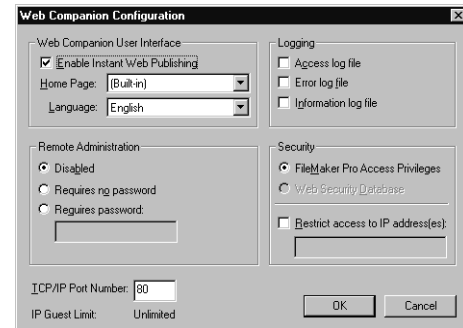 Web Companion Configuration
Web Companion User Interface
Enable Instant Web Publishing
Home Page: (Built-in)
Language: English
Logging
Access log file
Error log file
Information log file
Remote Administration
Disabled
Requires no password
Requires password:
Security
FileMaker Pro Access Privileges
Web Security Database
Restrict access to IP address(es):
TCP/IP Port Number: 80
IP Guest Limit: Unlimited
OK
Cancel